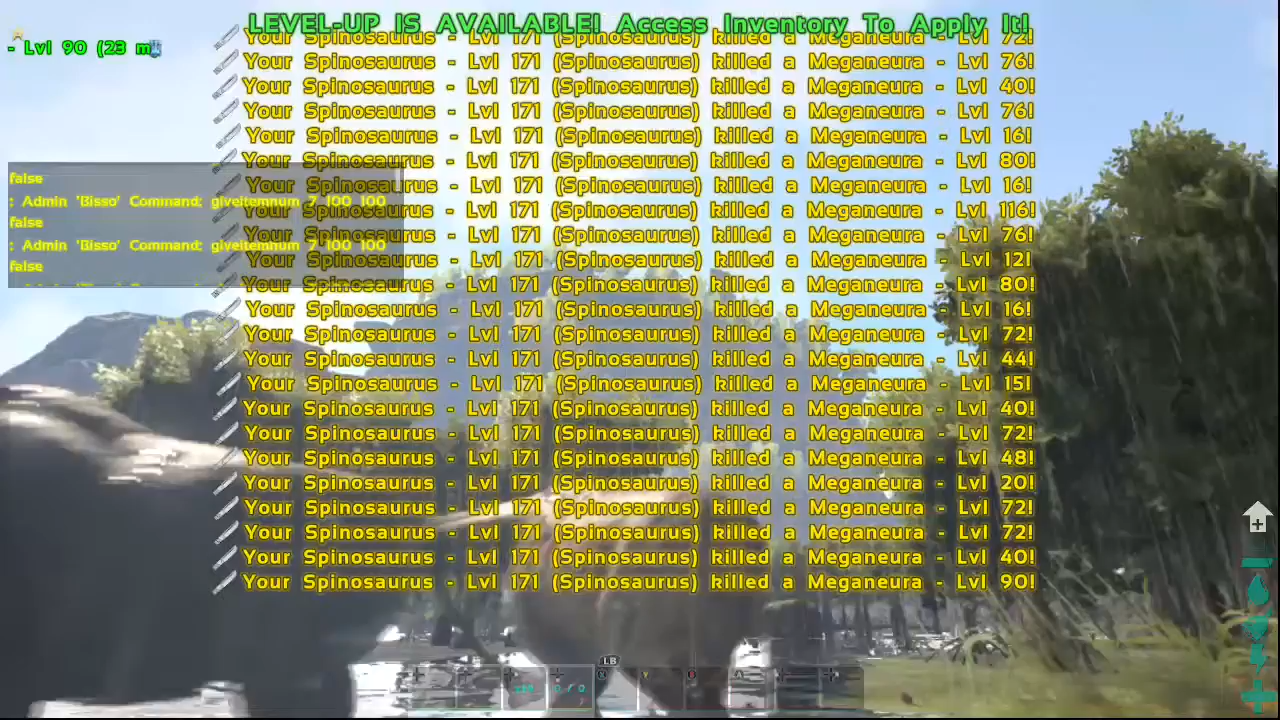 LEVEL-UP IS AVAILABLE! Access Inventory To Apply It!
- Lvl 90 (23 m
Your Spinosaurus - Lvl 171 (Spinosaurus) killed a Meganeura - Lvl 72!
Your Spinosaurus - Lvl 171 (Spinosaurus) killed a Meganeura - Lvl 76!
Your Spinosaurus - Lvl 171 (Spinosaurus) killed a Meganeura - Lvl 40!
Your Spinosaurus - Lvl 171 (Spinosaurus) killed a Meganeura - Lvl 76!
Your Spinosaurus - Lvl 171 (Spinosaurus) killed a Meganeura - Lvl 16!
Your Spinosaurus - Lvl 171 (Spinosaurus) killed a Meganeura - Lvl 80!
Your Spinosaurus - Lvl 171 (Spinosaurus) killed a Meganeura - Lvl 16!
Your Spinosaurus - Lvl 171 (Spinosaurus) killed a Meganeura - Lvl 116!
Your Spinosaurus - Lvl 171 (Spinosaurus) killed a Meganeura - Lvl 76!
Your Spinosaurus - Lvl 171 (Spinosaurus) killed a Meganeura - Lvl 12!
Your Spinosaurus - Lvl 171 (Spinosaurus) killed a Meganeura - Lvl 80!
Your Spinosaurus - Lvl 171 (Spinosaurus) killed a Meganeura - Lvl 16!
Your Spinosaurus - Lvl 171 (Spinosaurus) killed a Meganeura - Lvl 72!
Your Spinosaurus - Lvl 171 (Spinosaurus) killed a Meganeura - Lvl 44!
Your Spinosaurus - Lvl 171 (Spinosaurus) killed a Meganeura - Lvl 15!
Your Spinosaurus - Lvl 171 (Spinosaurus) killed a Meganeura - Lvl 40!
Your Spinosaurus - Lvl 171 (Spinosaurus) killed a Meganeura - Lvl 72!
Your Spinosaurus - Lvl 171 (Spinosaurus) killed a Meganeura - Lvl 48!
Your Spinosaurus - Lvl 171 (Spinosaurus) killed a Meganeura - Lvl 20!
Your Spinosaurus - Lvl 171 (Spinosaurus) killed a Meganeura - Lvl 72!
Your Spinosaurus - Lvl 171 (Spinosaurus) killed a Meganeura - Lvl 72!
Your Spinosaurus - Lvl 171 (Spinosaurus) killed a Meganeura - Lvl 40!
Your Spinosaurus - Lvl 171 (Spinosaurus) killed a Meganeura - Lvl 90!
false
: Admin 'Bisso' Command: giveitemnum 7 100 100
false
: Admin 'Bisso' Command: giveitemnum 7 100 100
false
LB
0 / 0